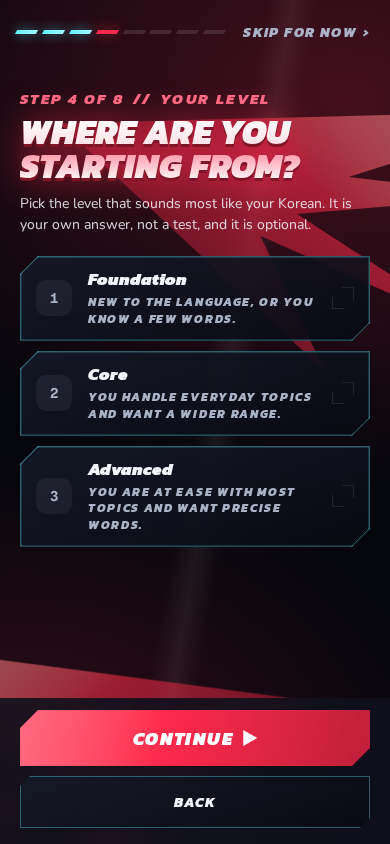 SKIP FOR NOW >
STEP 4 OF 8 // YOUR LEVEL
WHERE ARE YOU
STARTING FROM?
Pick the level that sounds most like your Korean. It is
your own answer, not a test, and it is optional.
Foundation
1
NEW TO THE LANGUAGE, OR YOU
KNOW A FEW WORDS.
Core
2
YOU HANDLE EVERYDAY TOPICS
AND WANT A WIDER RANGE.
Advanced
3
YOU ARE AT EASE WITH MOST
TOPICS AND WANT PRECISE
WORDS.
CONTINUE ▶
BACK